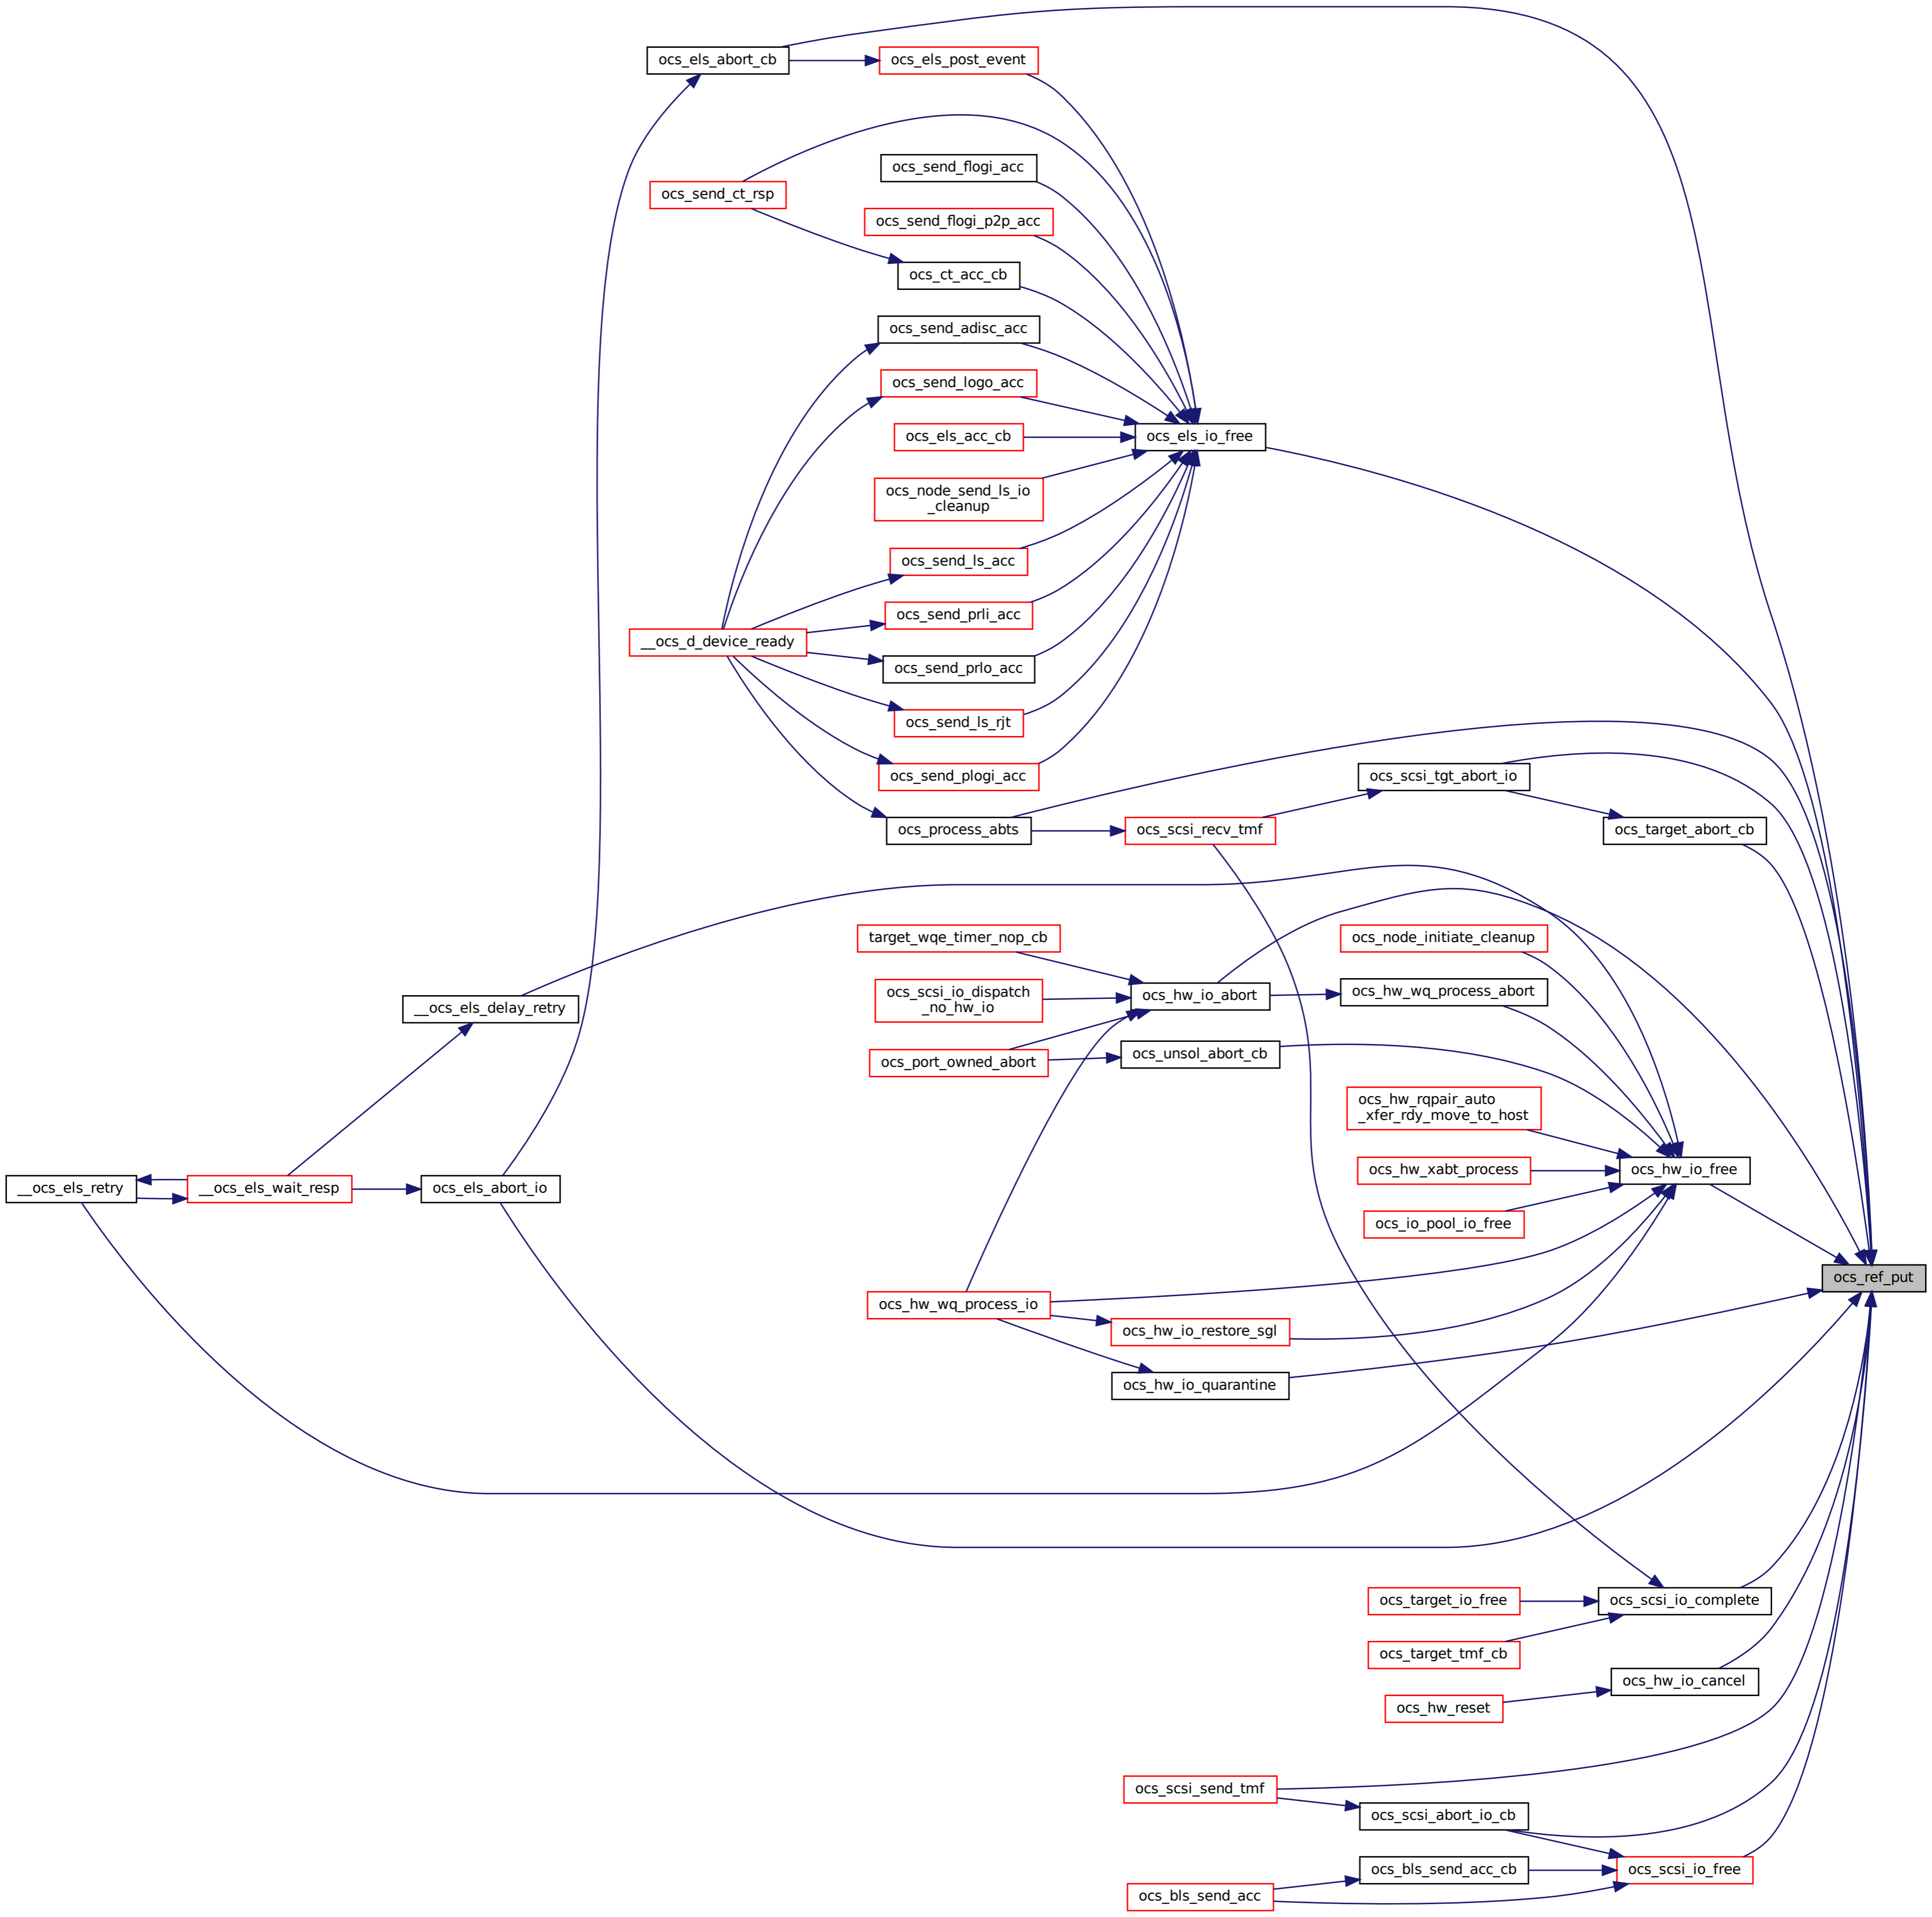 ocs_els_abort_cb
ocs_els_post_event
ocs_send_flogi_acc
ocs_send_ct_rsp
ocs_send_flogi_p2p_acc
ocs_ct_acc_cb
ocs_send_adisc_acc
ocs_send_logo_acc
ocs_els_acc_cb
ocs_els_io_free
ocs_node_send_ls_io
_cleanup
ocs_send_ls_acc
ocs_send_prli_acc
__ocs_d_device_ready
ocs_send_prlo_acc
ocs_send_ls_rjt
ocs_send_plogi_acc
ocs_scsi_tgt_abort_io
ocs_process_abts
ocs_scsi_recv_tmf
ocs_target_abort_cb
target_wqe_timer_nop_cb
ocs_node_initiate_cleanup
ocs_scsi_io_dispatch
_no_hw_io
ocs_hw_io_abort
ocs_hw_wq_process_abort
__ocs_els_delay_retry
ocs_port_owned_abort
ocs_unsol_abort_cb
ocs_hw_rqpair_auto
_xfer_rdy_move_to_host
ocs_hw_xabt_process
ocs_hw_io_free
__ocs_els_retry
__ocs_els_wait_resp
ocs_els_abort_io
ocs_io_pool_io_free
ocs_ref_put
ocs_hw_wq_process_io
ocs_hw_io_restore_sgl
ocs_hw_io_quarantine
ocs_target_io_free
ocs_scsi_io_complete
ocs_target_tmf_cb
ocs_hw_io_cancel
ocs_hw_reset
ocs_scsi_send_tmf
ocs_scsi_abort_io_cb
ocs_bls_send_acc_cb
ocs_scsi_io_free
ocs_bls_send_acc